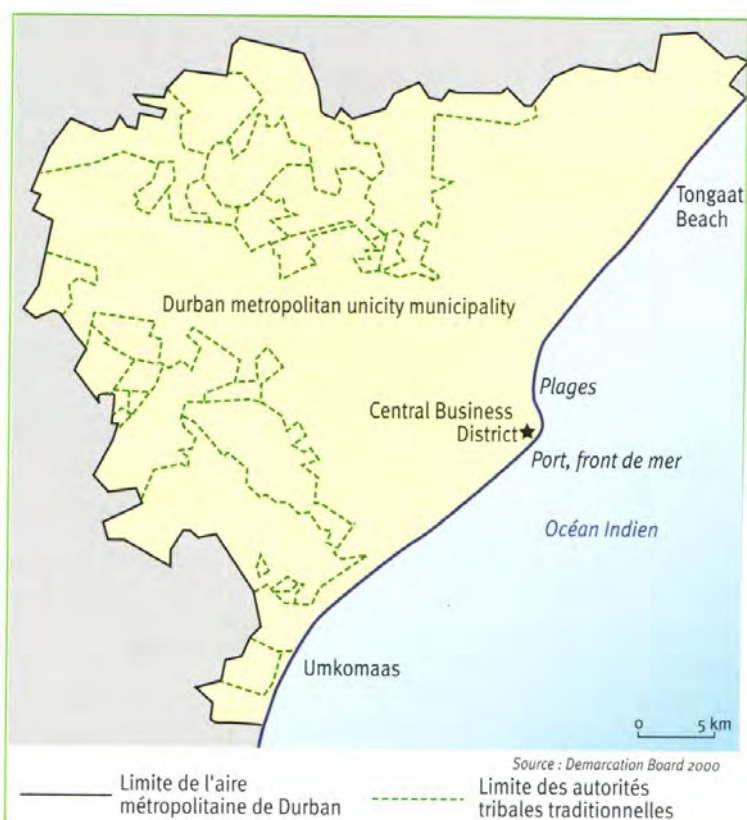 Tongaat
Beach
Durban metropolitan unicity municipality
Plages
Central Business
District
Port, front de mer
Océan Indien
Umkomaas
0 5 km
Source : Demarcation Board 2000
Limite de l'aire
métropolitaine de Durban
Limite des autorités
tribales traditionnelles